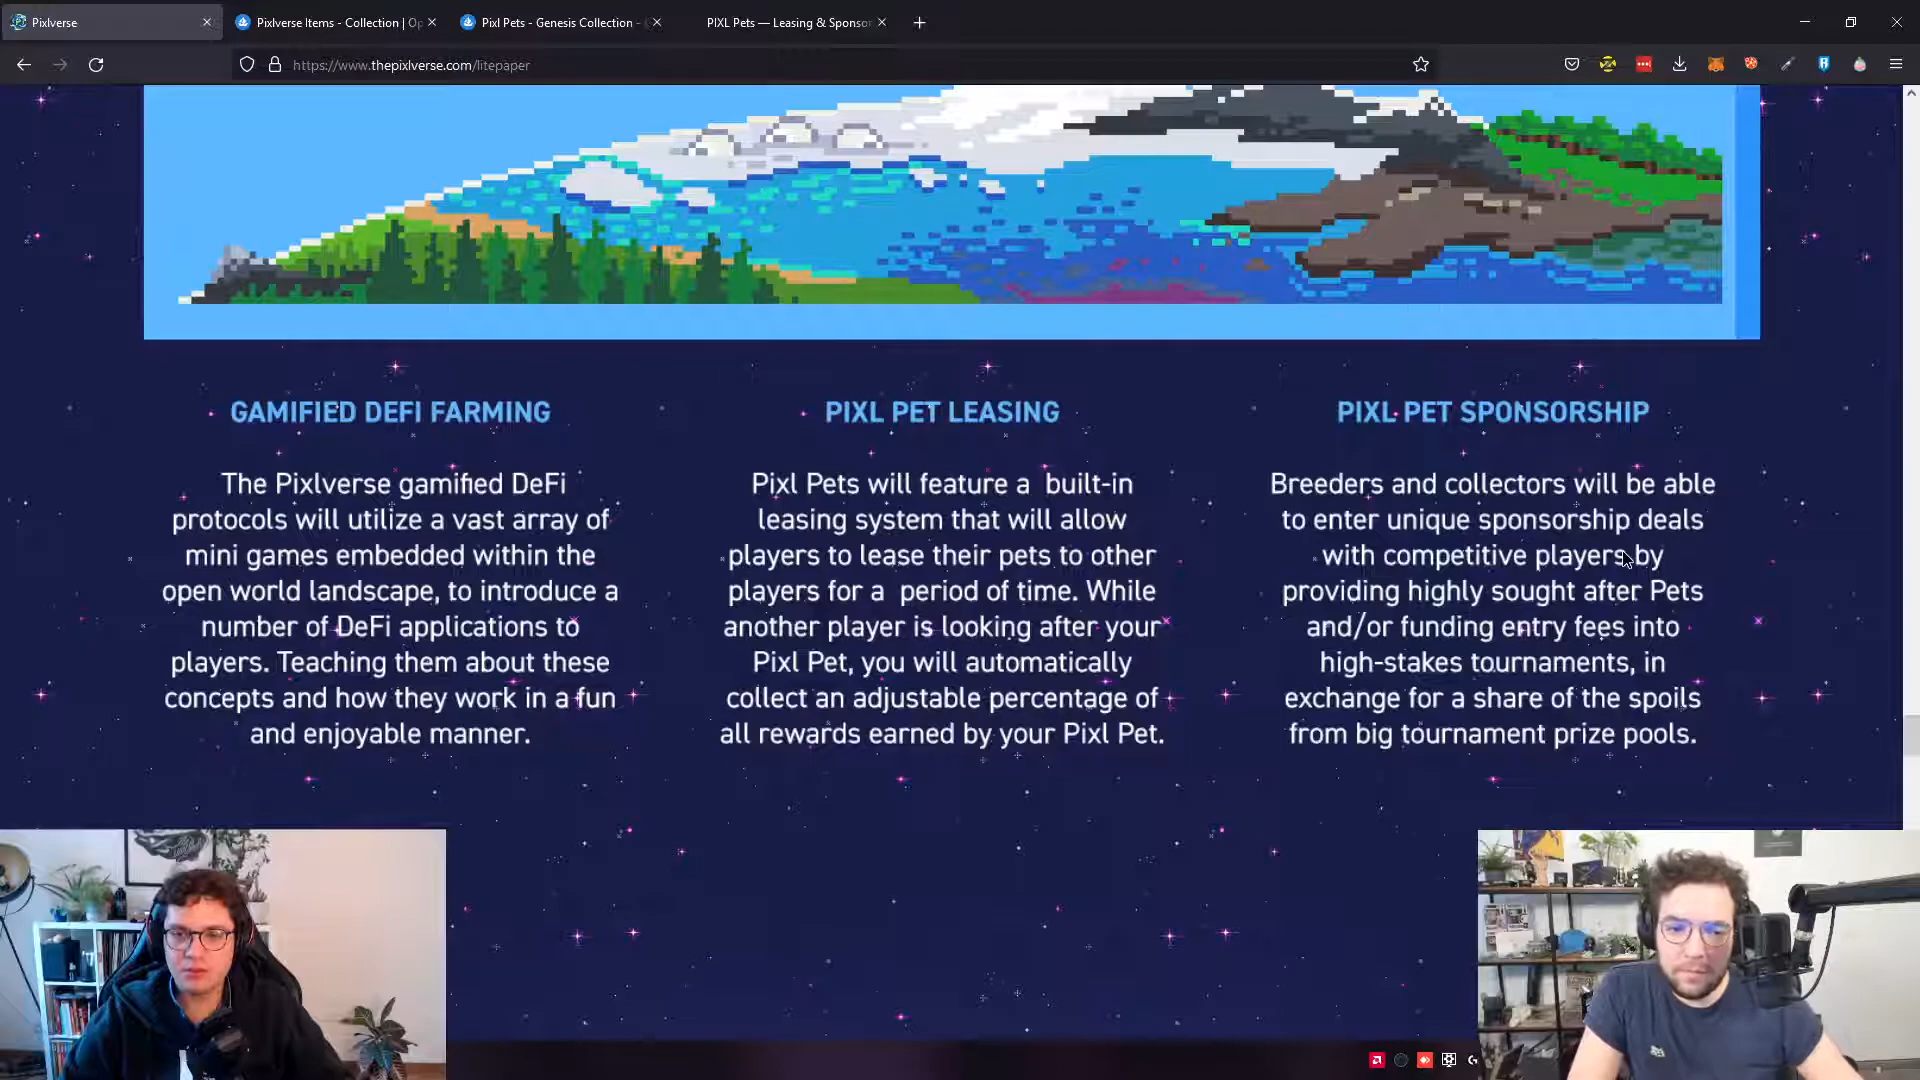 Pixlverse
Pixlverse Items - Collection | Op
Pixl Pets - Genesis Collection -
PIXL Pets — Leasing & Sponsor
https://www.thepixlverse.com/litepaper
GAMIFIED DEFI FARMING
The Pixlverse gamified DeFi
protocols will utilize a vast array of
mini games embedded within the
open world landscape, to introduce a
number of DeFi applications to
players. Teaching them about these
concepts and how they work in a fun
and enjoyable manner.
PIXL PET LEASING
Pixl Pets will feature a built-in
leasing system that will allow
players to lease their pets to other
players for a period of time. While
another player is looking after your
Pixl Pet, you will automatically
collect an adjustable percentage of
all rewards earned by your Pixl Pet.
PIXL PET SPONSORSHIP
Breeders and collectors will be able
to enter unique sponsorship deals
with competitive players by
providing highly sought after Pets
and/or funding entry fees into
high-stakes tournaments, in
exchange for a share of the spoils
from big tournament prize pools.